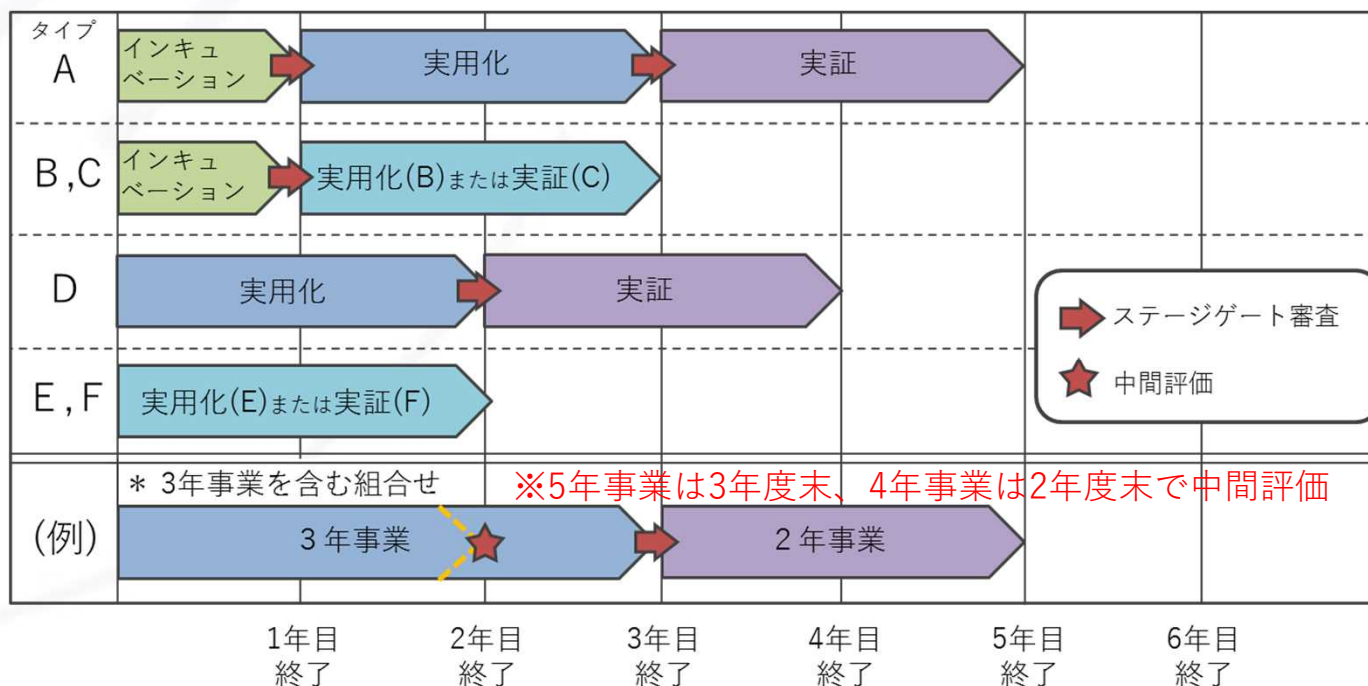 タイプ
A
インキュ
ベーション
実用化
実証
B,C
インキュ
ベーション
実用化(B)または実証(C)
D
実用化
実証
ステージゲート審査
中間評価
E,F
実用化(E)または実証(F)
＊ 3年事業を含む組合せ
※5年事業は3年度末、4年事業は2年度末で中間評価
(例)
3年事業
2年事業
1年目
終了
2年目
終了
3年目
終了
4年目
終了
5年目
終了
6年目
終了